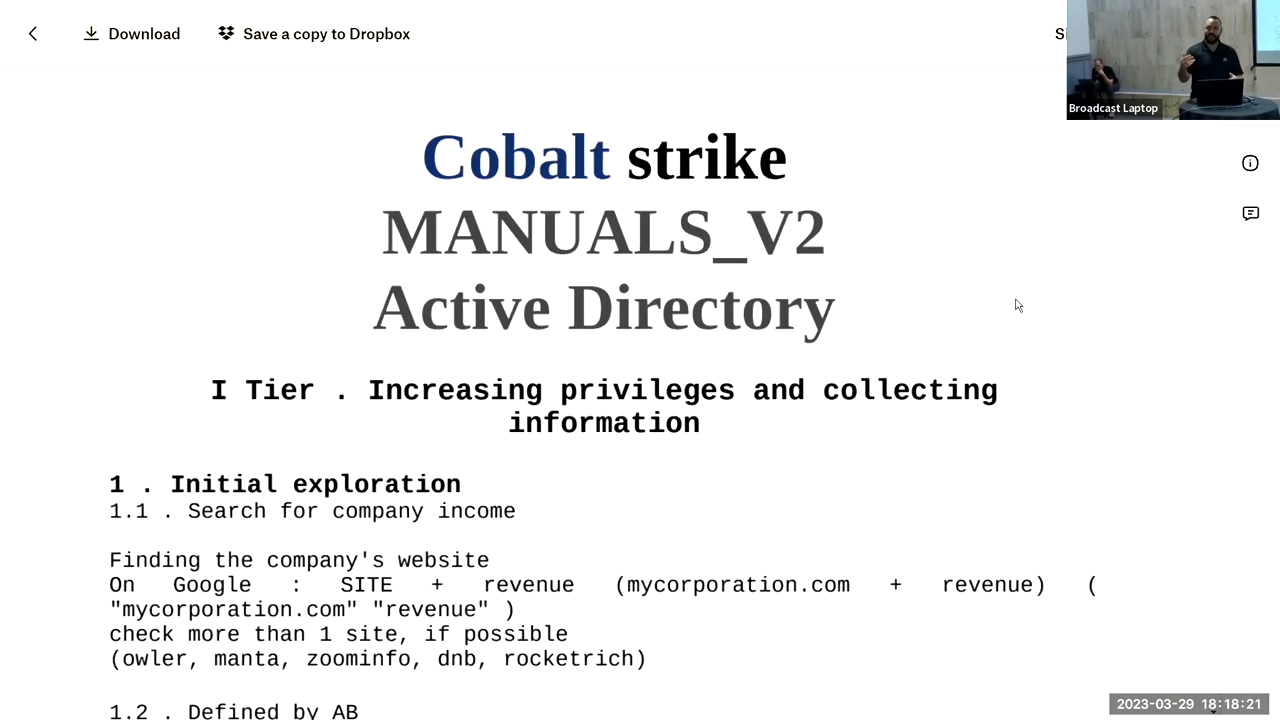 Download
Save a copy to Dropbox
Si
Broadcast Laptop
Cobalt strike
MANUALS_V2
Active Directory
I Tier . Increasing privileges and collecting
information
1 . Initial exploration
1.1 . Search for company income
Finding the company's website
On Google : SITE + revenue (mycorporation.com + revenue) (
"mycorporation.com" "revenue" )
check more than 1 site, if possible
(owler, manta, zoominfo, dnb, rocketrich)
1.2 . Defined by AB
2023-03-29 18:18:21